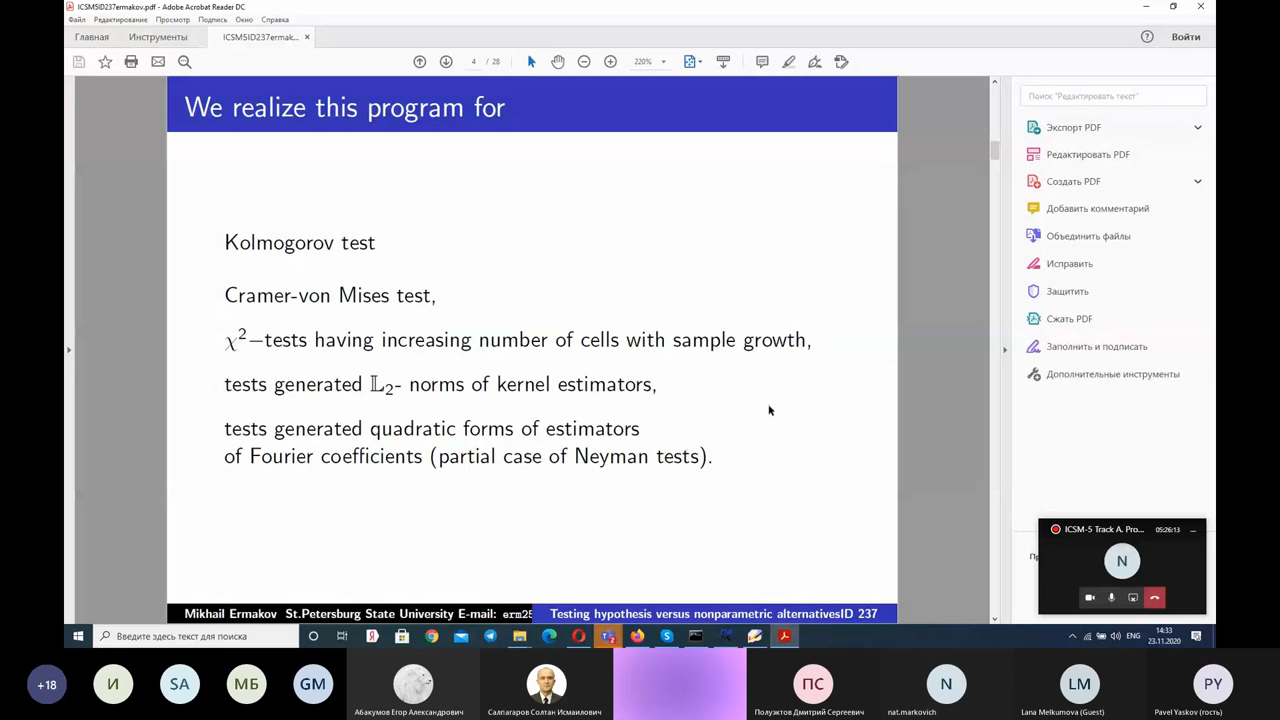 ICSM5ID237ermakov.pdf - Adobe Acrobat Reader DC
Файл Редактирование Просмотр Подпись Окно Справка
Главная Инструменты ICSM5ID237ermak... × Войти
4 / 28 220%
We realize this program for
Kolmogorov test
Cramer-von Mises test,
χ²−tests having increasing number of cells with sample growth,
tests generated 𝕃₂- norms of kernel estimators,
tests generated quadratic forms of estimators
of Fourier coefficients (partial case of Neyman tests).
Mikhail Ermakov St.Petersburg State University E-mail: erm25
Testing hypothesis versus nonparametric alternativesID 237
Поиск "Редактировать текст"
Экспорт PDF
Редактировать PDF
Создать PDF
Добавить комментарий
Объединить файлы
Исправить
Защитить
Сжать PDF
Заполнить и подписать
Дополнительные инструменты
ICSM-5 Track A. Pro... 05:26:13
N
Введите здесь текст для поиска
ENG
14:33
23.11.2020
+18 И SA МБ GM ПС N LM PY
Абакумов Егор Александрович
Салпагаров Солтан Исмаилович
Полуэктов Дмитрий Сергеевич
nat.markovich
Lana Melkumova (Guest)
Pavel Yaskov (гость)